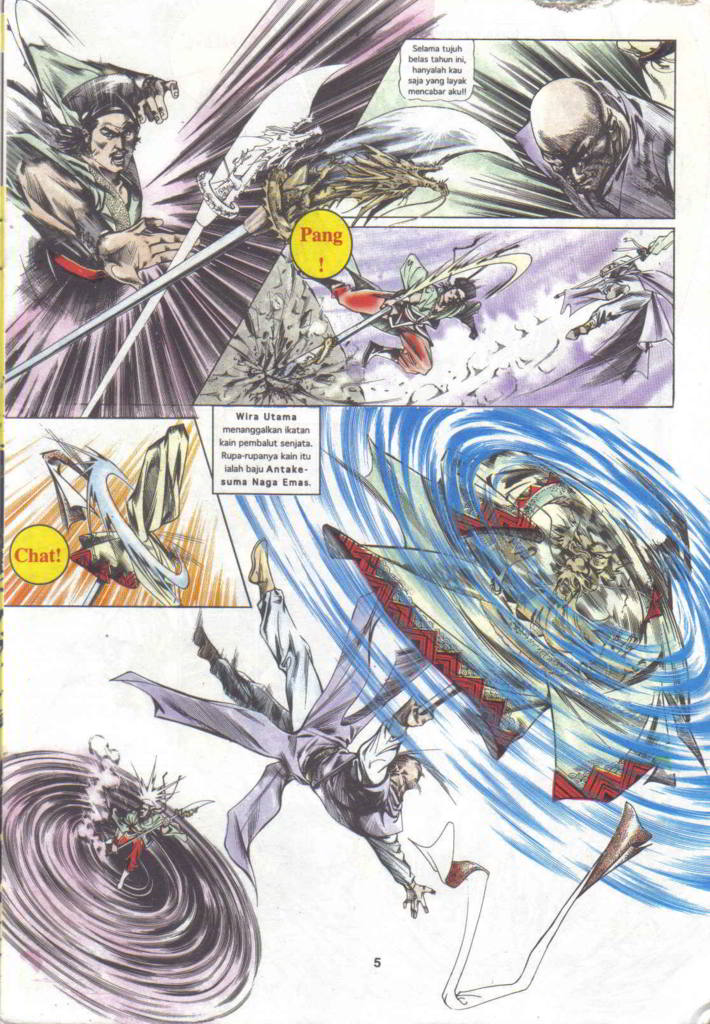 Selama tujuh
belas tahun ini,
hanyalah kau
saja yang layak
mencabar aku!!
Pang
!
Wira Utama
menanggalkan ikatan
kain pembalut senjata.
Rupa-rupanya kain itu
ialah baju Antake-
suma Naga Emas.
Chat!
5